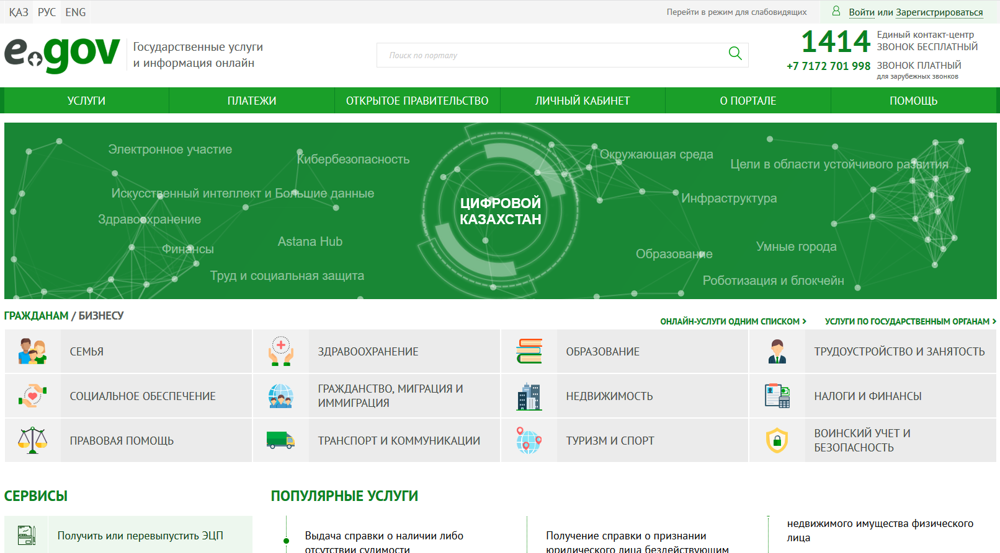 ҚАЗ РУС ENG
Перейти в режим для слабовидящих
Войти или Зарегистрироваться
e.gov
Государственные услуги
и информация онлайн
Поиск по порталу
1414
Единый контакт-центр
ЗВОНОК БЕСПЛАТНЫЙ
+7 7172 701 998
ЗВОНОК ПЛАТНЫЙ
для зарубежных звонков
УСЛУГИ
ПЛАТЕЖИ
ОТКРЫТОЕ ПРАВИТЕЛЬСТВО
ЛИЧНЫЙ КАБИНЕТ
О ПОРТАЛЕ
ПОМОЩЬ
Электронное участие
Кибербезопасность
Искусственный интеллект и Большие данные
Здравоохранение
Финансы
Astana Hub
Труд и социальная защита
ЦИФРОВОЙ
КАЗАХСТАН
Окружающая среда
Цели в области устойчивого развития
Инфраструктура
Умные города
Образование
Роботизация и блокчейн
ГРАЖДАНАМ / БИЗНЕСУ
ОНЛАЙН-УСЛУГИ ОДНИМ СПИСКОМ
УСЛУГИ ПО ГОСУДАРСТВЕННЫМ ОРГАНАМ
СЕМЬЯ
ЗДРАВООХРАНЕНИЕ
ОБРАЗОВАНИЕ
ТРУДОУСТРОЙСТВО И ЗАНЯТОСТЬ
СОЦИАЛЬНОЕ ОБЕСПЕЧЕНИЕ
ГРАЖДАНСТВО, МИГРАЦИЯ И
ИММИГРАЦИЯ
НЕДВИЖИМОСТЬ
НАЛОГИ И ФИНАНСЫ
ПРАВОВАЯ ПОМОЩЬ
ТРАНСПОРТ И КОММУНИКАЦИИ
ТУРИЗМ И СПОРТ
ВОИНСКИЙ УЧЕТ И
БЕЗОПАСНОСТЬ
СЕРВИСЫ
Получить или перевыпустить ЭЦП
ПОПУЛЯРНЫЕ УСЛУГИ
Выдача справки о наличии либо
отсутствии судимости
Получение справки о признании
юридического лица бездействующим
недвижимого имущества физического
лица